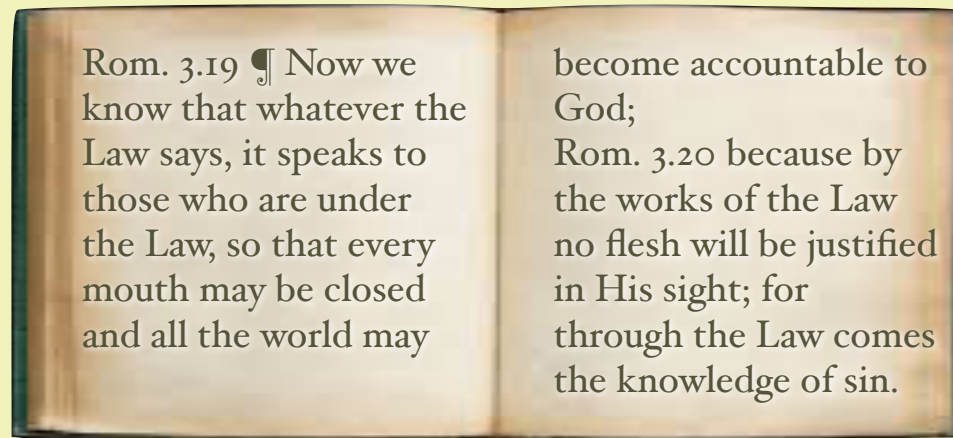 Rom. 3.19 ¶ Now we
know that whatever the
Law says, it speaks to
those who are under
the Law, so that every
mouth may be closed
and all the world may
become accountable to
God;
Rom. 3.20 because by
the works of the Law
no flesh will be justified
in His sight; for
through the Law comes
the knowledge of sin.